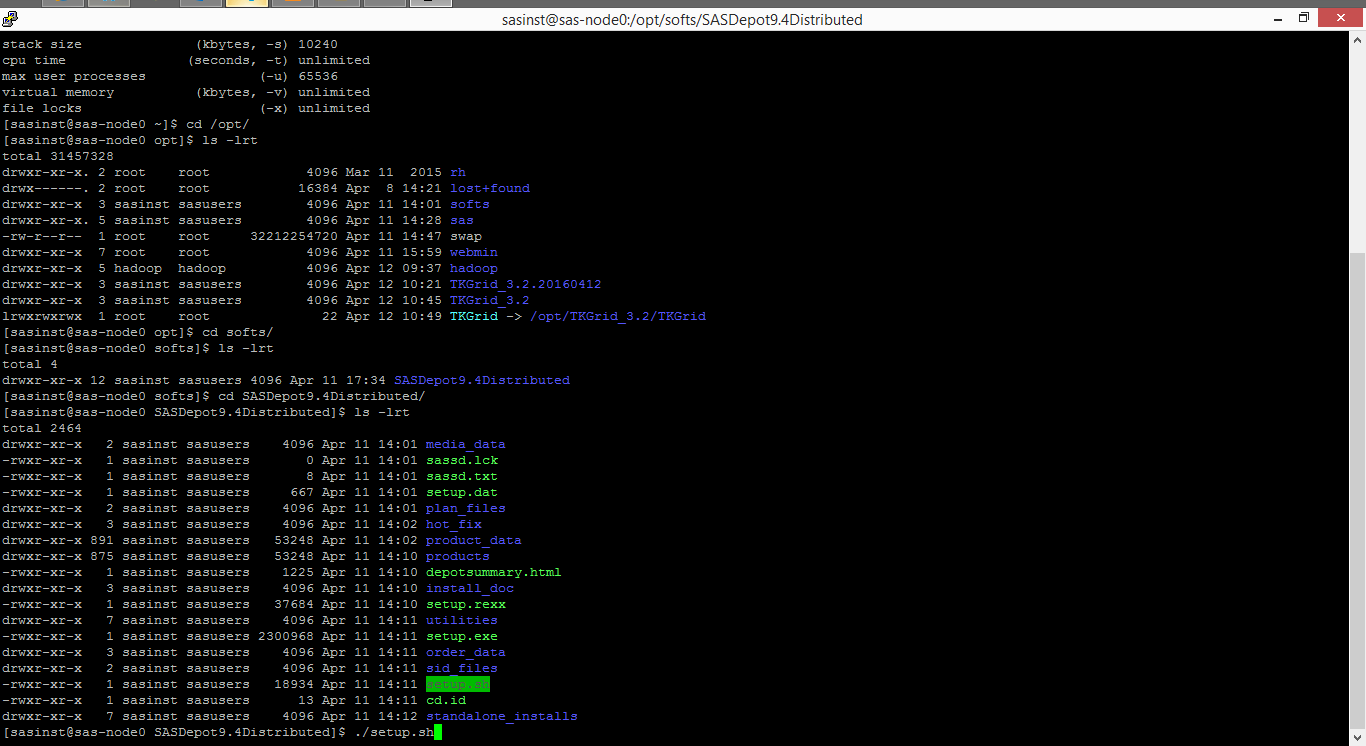 sasinst@sas-node0:/opt/softs/SASDepot9.4Distributed
stack size              (kbytes, -s) 10240
cpu time               (seconds, -t) unlimited
max user processes              (-u) 65536
virtual memory          (kbytes, -v) unlimited
file locks                      (-x) unlimited
[sasinst@sas-node0 ~]$ cd /opt/
[sasinst@sas-node0 opt]$ ls -lrt
total 31457328
drwxr-xr-x. 2 root    root            4096 Mar 11  2015 rh
drwx------. 2 root    root           16384 Apr  8 14:21 lost+found
drwxr-xr-x  3 sasinst sasusers        4096 Apr 11 14:01 softs
drwxr-xr-x. 5 sasinst sasusers        4096 Apr 11 14:28 sas
-rw-r--r--  1 root    root     32212254720 Apr 11 14:47 swap
drwxr-xr-x  7 root    root            4096 Apr 11 15:59 webmin
drwxr-xr-x  5 hadoop  hadoop          4096 Apr 12 09:37 hadoop
drwxr-xr-x  3 sasinst sasusers        4096 Apr 12 10:21 TKGrid_3.2.20160412
drwxr-xr-x  3 sasinst sasusers        4096 Apr 12 10:45 TKGrid_3.2
lrwxrwxrwx  1 root    root              22 Apr 12 10:49 TKGrid -> /opt/TKGrid_3.2/TKGrid
[sasinst@sas-node0 opt]$ cd softs/
[sasinst@sas-node0 softs]$ ls -lrt
total 4
drwxr-xr-x 12 sasinst sasusers 4096 Apr 11 17:34 SASDepot9.4Distributed
[sasinst@sas-node0 softs]$ cd SASDepot9.4Distributed/
[sasinst@sas-node0 SASDepot9.4Distributed]$ ls -lrt
total 2464
drwxr-xr-x   2 sasinst sasusers    4096 Apr 11 14:01 media_data
-rwxr-xr-x   1 sasinst sasusers       0 Apr 11 14:01 sassd.lck
-rwxr-xr-x   1 sasinst sasusers       8 Apr 11 14:01 sassd.txt
-rwxr-xr-x   1 sasinst sasusers     667 Apr 11 14:01 setup.dat
drwxr-xr-x   2 sasinst sasusers    4096 Apr 11 14:01 plan_files
drwxr-xr-x   3 sasinst sasusers    4096 Apr 11 14:02 hot_fix
drwxr-xr-x 891 sasinst sasusers   53248 Apr 11 14:02 product_data
drwxr-xr-x 875 sasinst sasusers   53248 Apr 11 14:10 products
-rwxr-xr-x   1 sasinst sasusers    1225 Apr 11 14:10 depotsummary.html
drwxr-xr-x   3 sasinst sasusers    4096 Apr 11 14:10 install_doc
-rwxr-xr-x   1 sasinst sasusers   37684 Apr 11 14:10 setup.rexx
drwxr-xr-x   7 sasinst sasusers    4096 Apr 11 14:11 utilities
-rwxr-xr-x   1 sasinst sasusers 2300968 Apr 11 14:11 setup.exe
drwxr-xr-x   3 sasinst sasusers    4096 Apr 11 14:11 order_data
drwxr-xr-x   2 sasinst sasusers    4096 Apr 11 14:11 sid_files
-rwxr-xr-x   1 sasinst sasusers   18934 Apr 11 14:11 setup.sh
-rwxr-xr-x   1 sasinst sasusers      13 Apr 11 14:11 cd.id
drwxr-xr-x   7 sasinst sasusers    4096 Apr 11 14:12 standalone_installs
[sasinst@sas-node0 SASDepot9.4Distributed]$ ./setup.sh